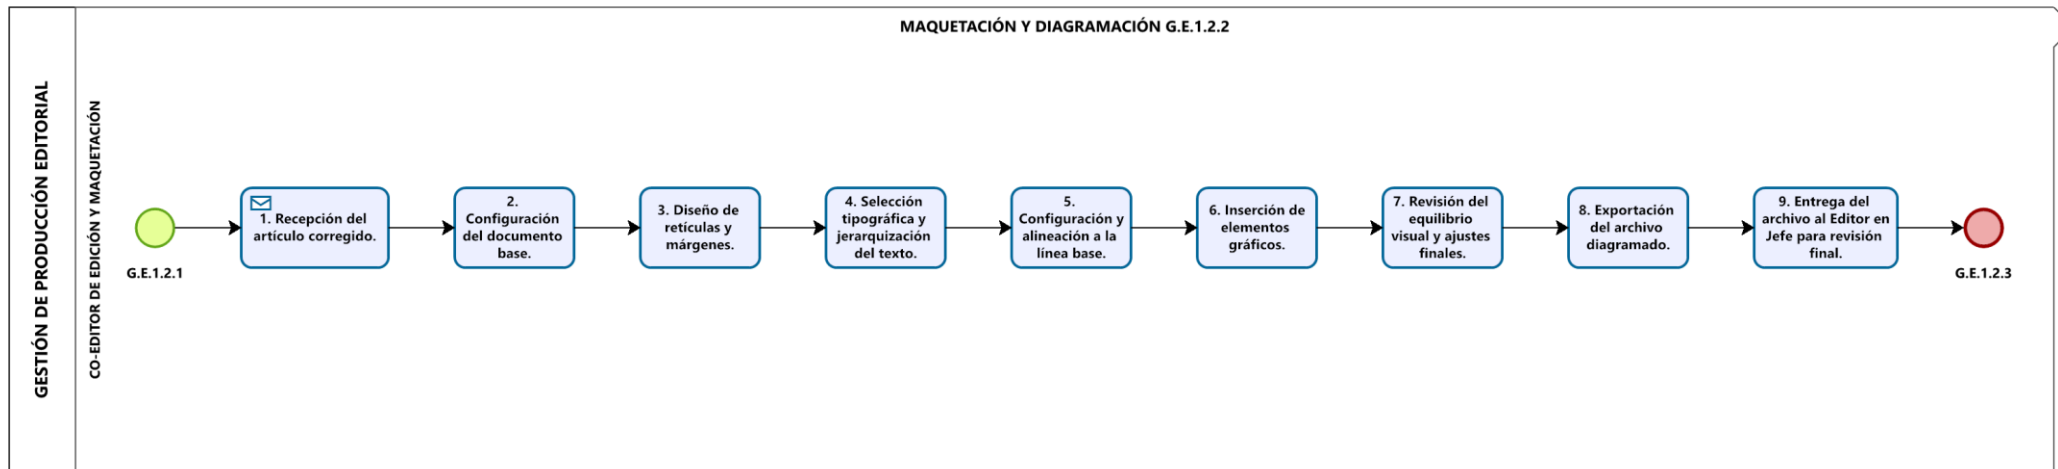 MAQUETACIÓN Y DIAGRAMACIÓN G.E.1.2.2
GESTIÓN DE PRODUCCIÓN EDITORIAL
CO-EDITOR DE EDICIÓN Y MAQUETACIÓN
G.E.1.2.1
1. Recepción del
artículo corregido.
2.
Configuración
del documento
base.
3. Diseño de
retículas y
márgenes.
4. Selección
tipográfica y
jerarquización
del texto.
5.
Configuración y
alineación a la
línea base.
6. Inserción de
elementos
gráficos.
7. Revisión del
equilibrio
visual y ajustes
finales.
8. Exportación
del archivo
diagramado.
9. Entrega del
archivo al Editor en
Jefe para revisión
final.
G.E.1.2.3